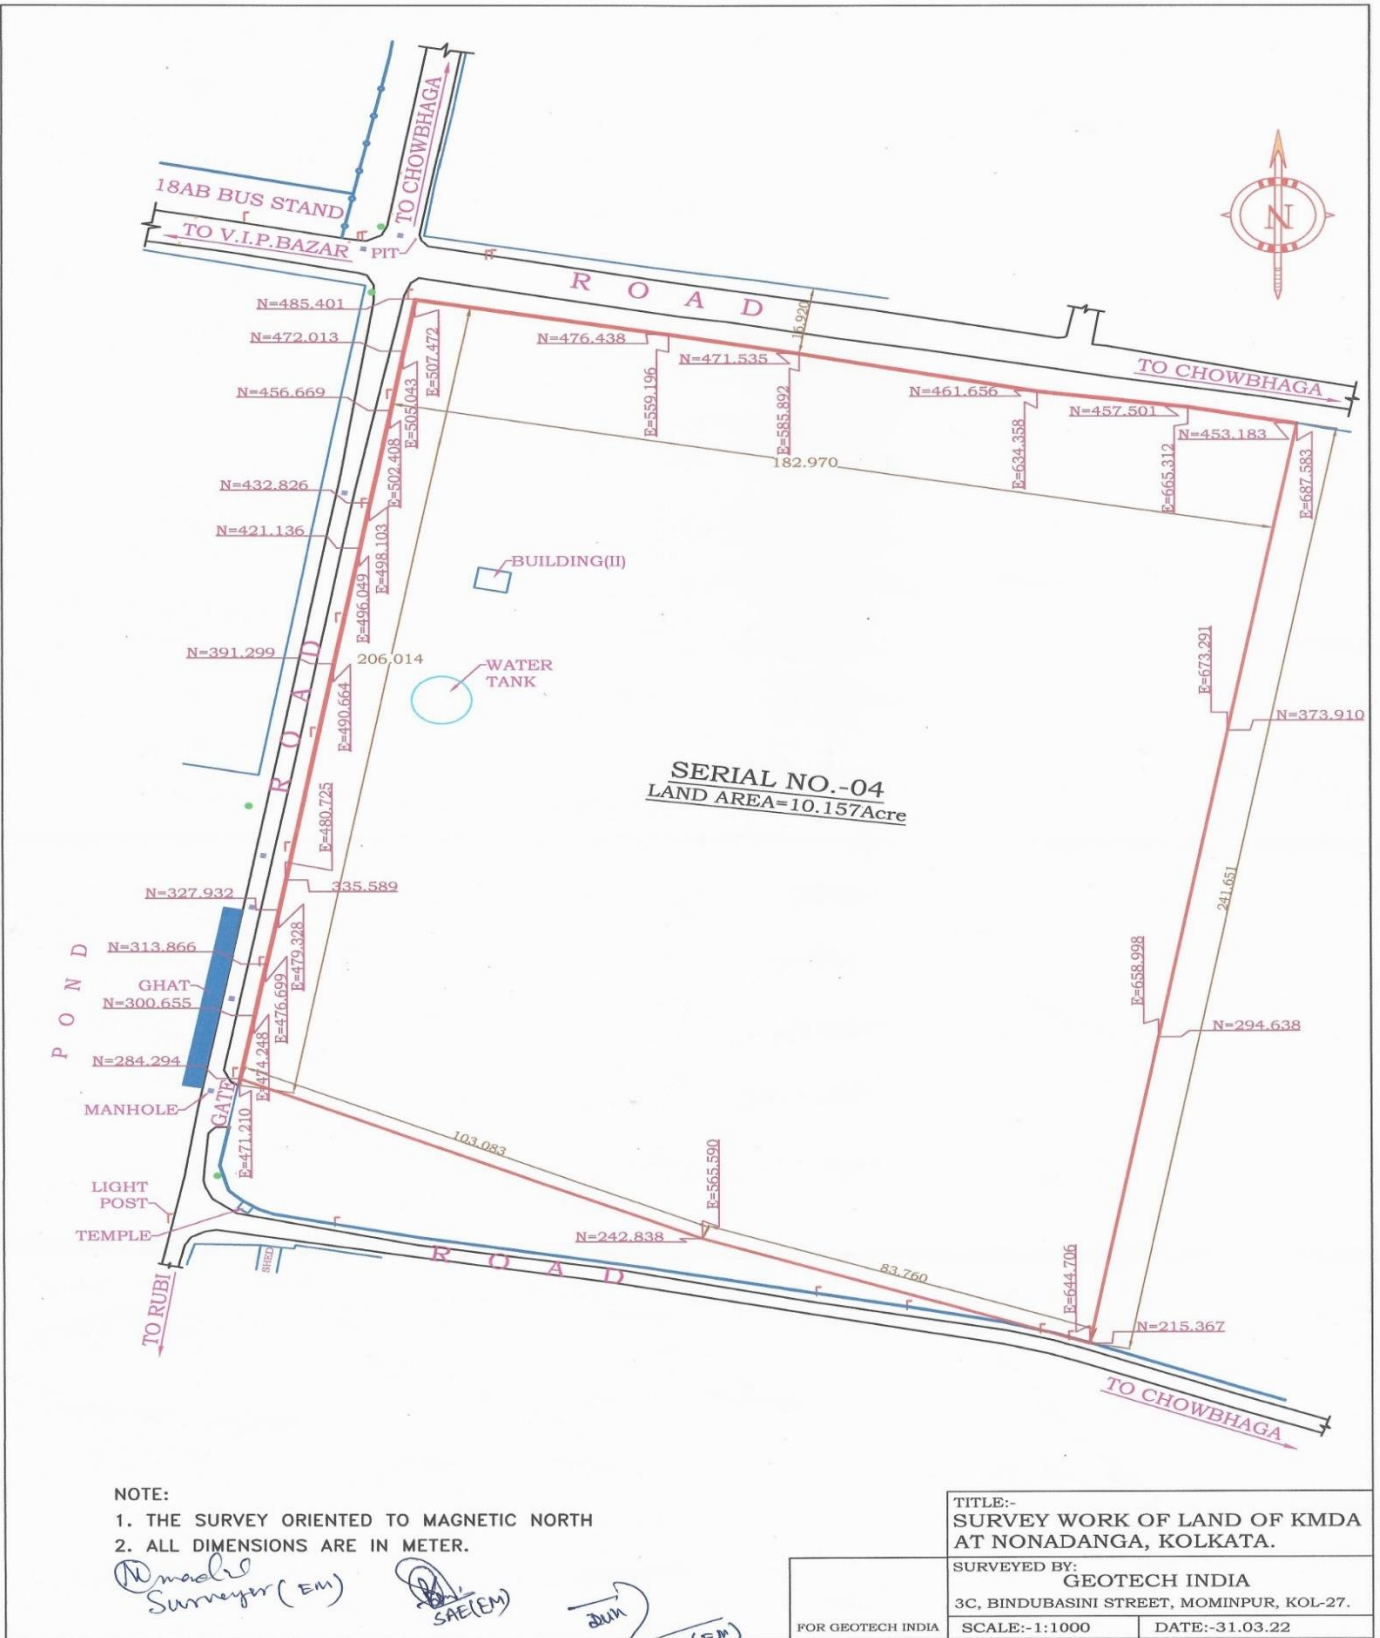 TO CHOWBHAGA
18AB BUS STAND
TO V.I.P.BAZAR
PIT
N
ROAD
15.920
TO CHOWBHAGA
N=485.401
E=507.472
N=472.013
E=505.043
N=456.669
E=502.408
N=432.826
E=498.103
N=421.136
E=496.049
N=391.299
E=490.664
N=476.438
E=559.196
N=471.535
E=585.892
N=461.656
E=634.358
N=457.501
E=665.312
N=453.183
E=687.583
182.970
BUILDING(II)
206.014
WATER
TANK
ROAD
E=673.291
N=373.910
SERIAL NO.-04
LAND AREA=10.157Acre
E=480.725
335.589
N=327.932
E=479.328
241.651
POND
N=313.866
E=476.699
GHAT
N=300.655
E=474.248
N=284.294
E=471.210
E=658.998
N=294.638
MANHOLE
GATE
103.083
E=565.590
N=242.838
LIGHT
POST
TEMPLE
SHED
ROAD
83.760
E=644.706
N=215.367
TO RUBI
TO CHOWBHAGA
NOTE:
1. THE SURVEY ORIENTED TO MAGNETIC NORTH
2. ALL DIMENSIONS ARE IN METER.
Surveyor (EM)
SAE(EM)
(EM)
TITLE:-
SURVEY WORK OF LAND OF KMDA
AT NONADANGA, KOLKATA.
SURVEYED BY:
GEOTECH INDIA
3C, BINDUBASINI STREET, MOMINPUR, KOL-27.
FOR GEOTECH INDIA
SCALE:-1:1000
DATE:-31.03.22